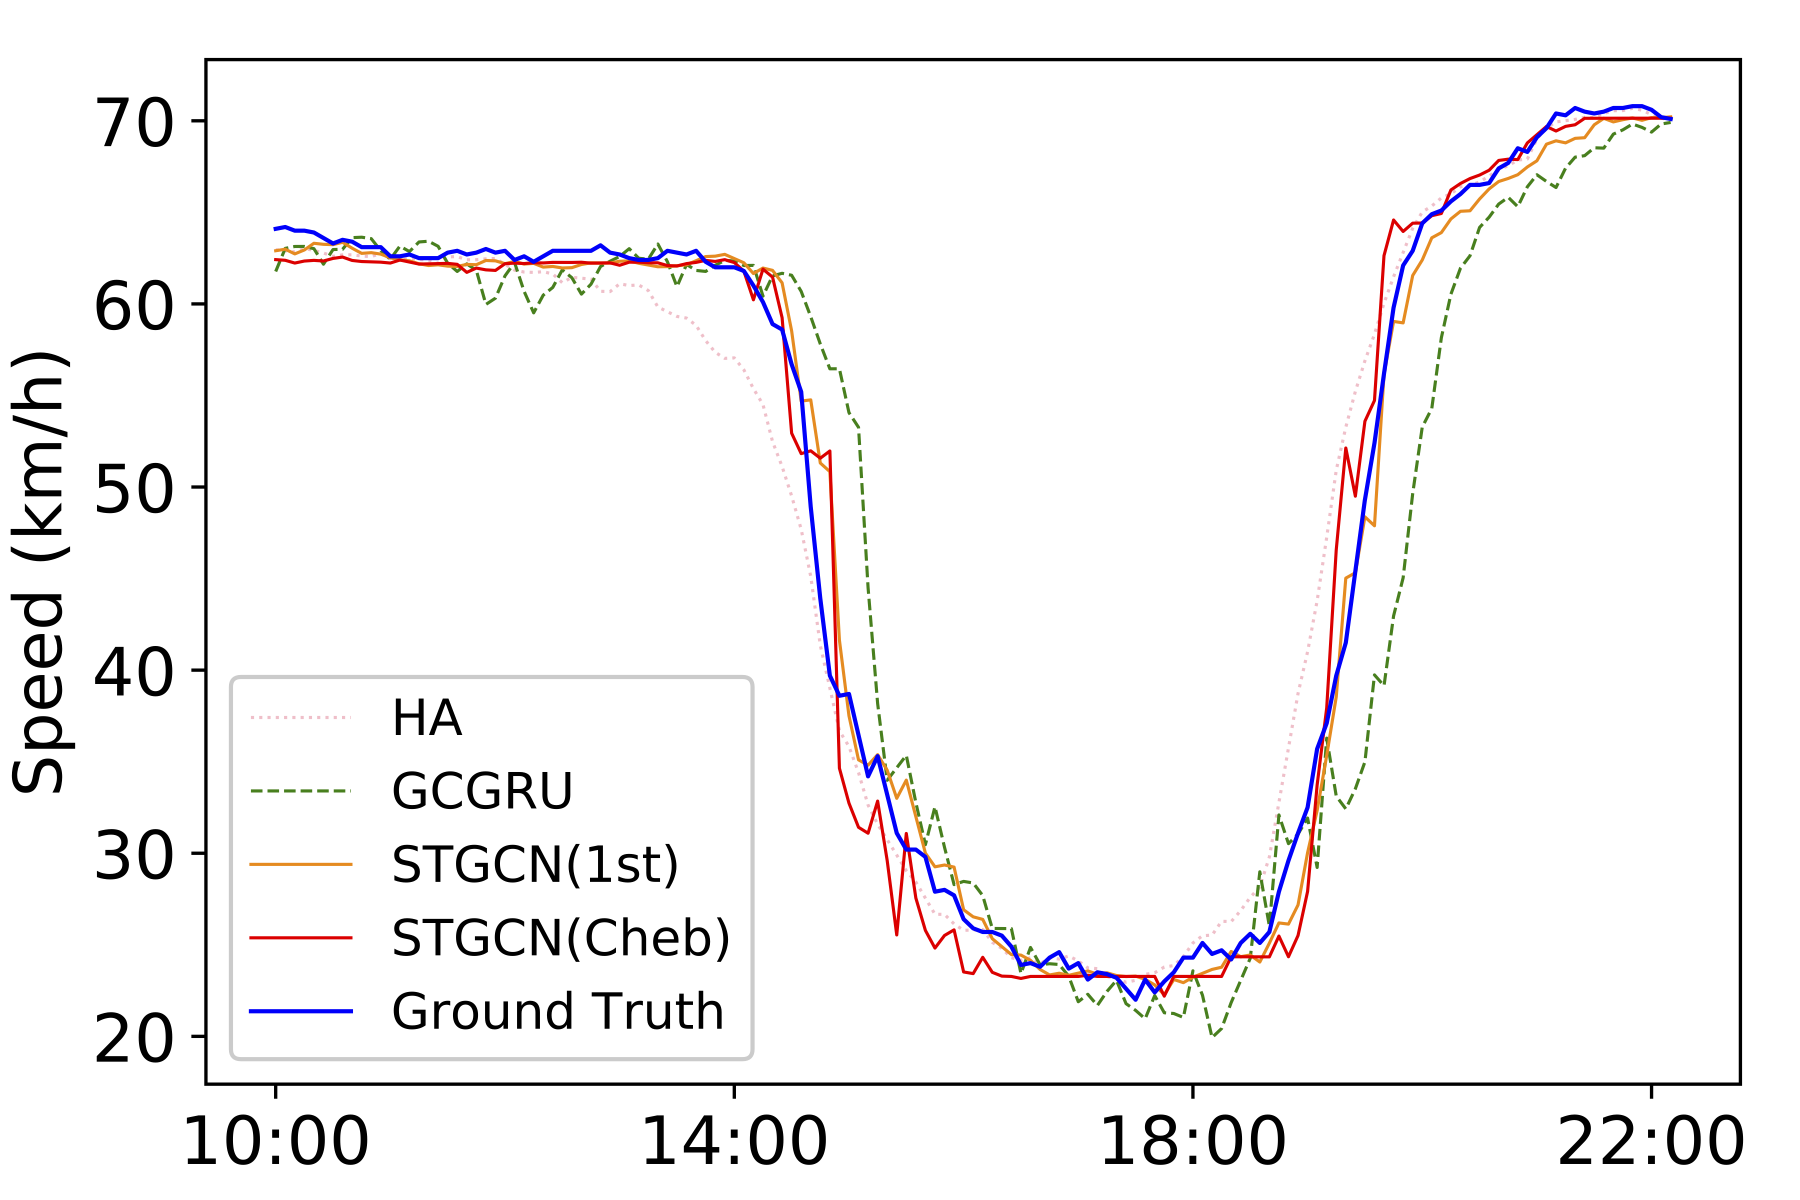 Speed (km/h)
70
60
50
40
30
20
HA
GCGRU
STGCN(1st)
STGCN(Cheb)
Ground Truth
10:00 14:00 18:00 22:00